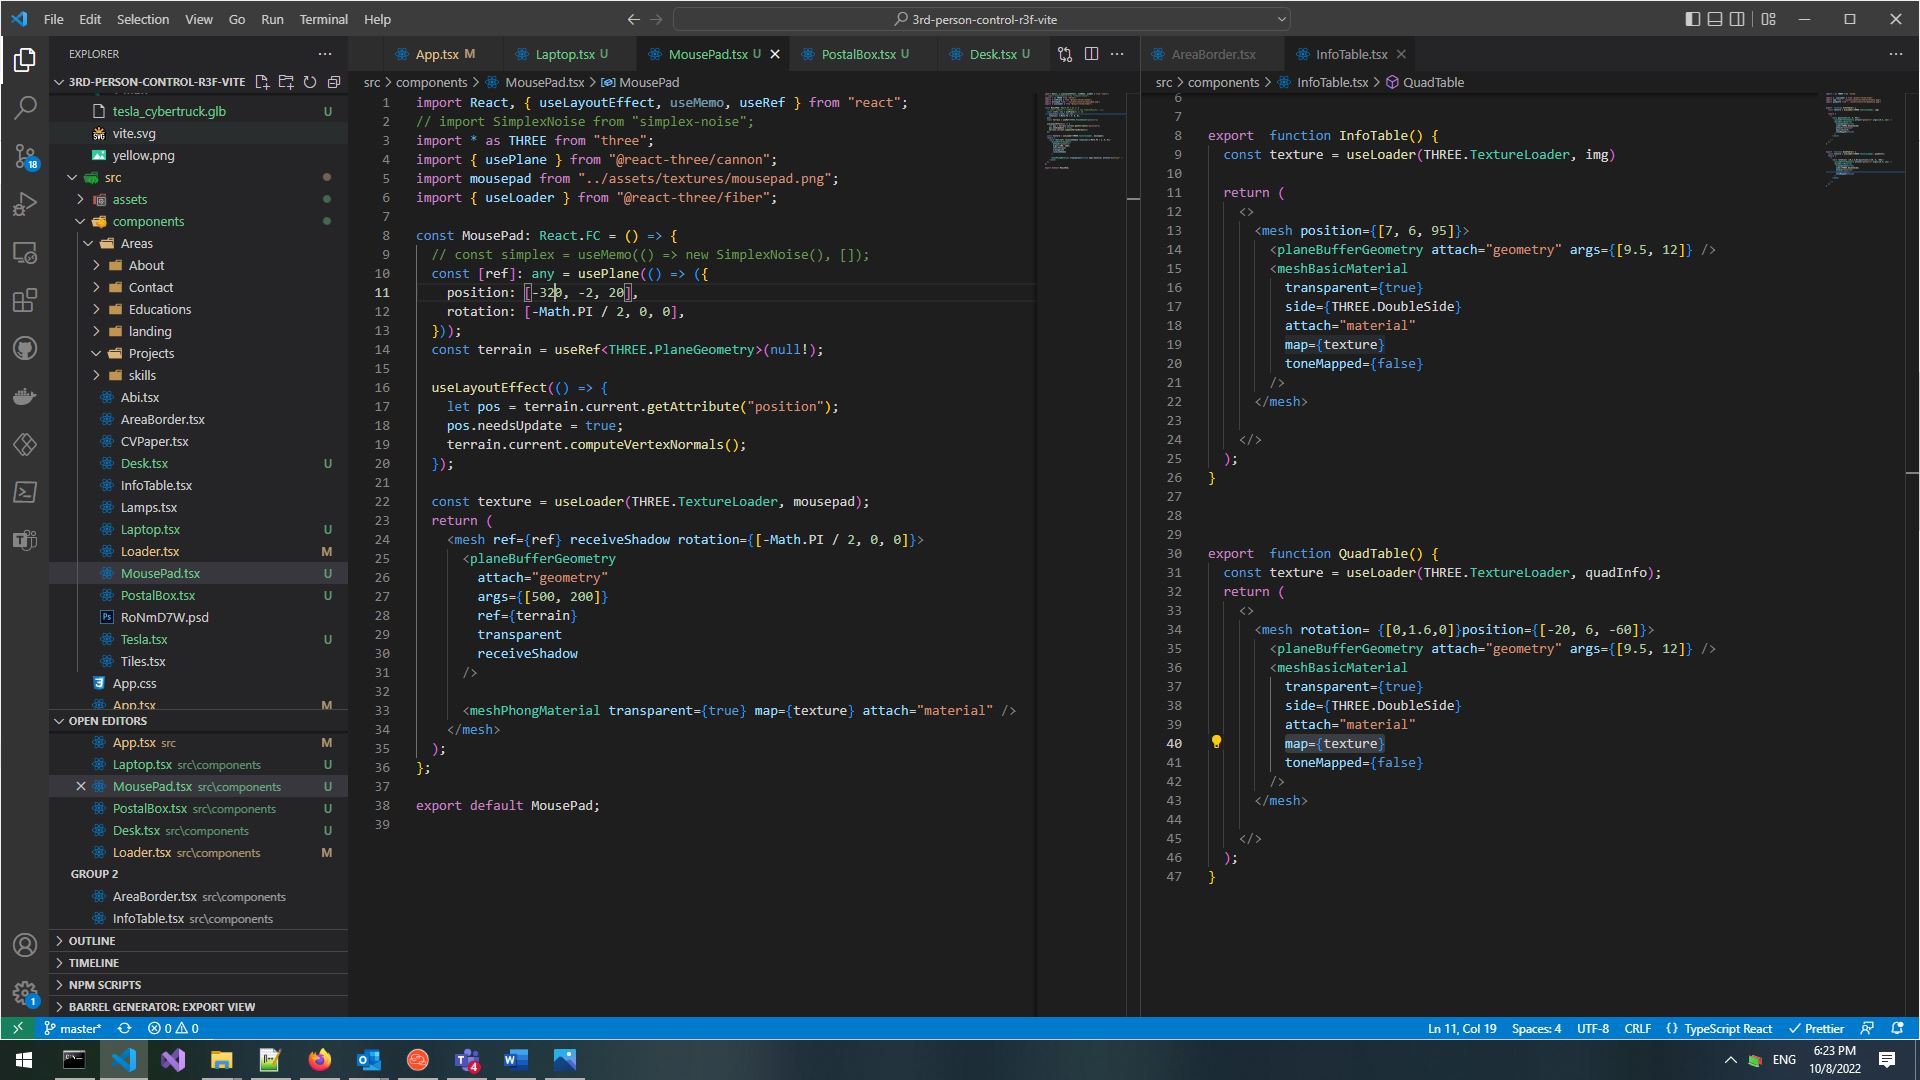 File Edit Selection View Go Run Terminal Help
3rd-person-control-r3f-vite
EXPLORER
3RD-PERSON-CONTROL-R3F-VITE
tesla_cybertruck.glb U
vite.svg
yellow.png
src
assets
components
Areas
About
Contact
Educations
landing
Projects
skills
Abi.tsx
AreaBorder.tsx
CVPaper.tsx
Desk.tsx U
InfoTable.tsx
Lamps.tsx
Laptop.tsx U
Loader.tsx M
MousePad.tsx U
PostalBox.tsx U
RoNmD7W.psd
Tesla.tsx U
Tiles.tsx
App.css
App.tsx M
OPEN EDITORS
App.tsx src M
Laptop.tsx src\components U
MousePad.tsx src\components U
PostalBox.tsx src\components U
Desk.tsx src\components U
Loader.tsx src\components M
GROUP 2
AreaBorder.tsx src\components
InfoTable.tsx src\components
OUTLINE
TIMELINE
NPM SCRIPTS
BARREL GENERATOR: EXPORT VIEW
18
1
App.tsx M Laptop.tsx U MousePad.tsx U PostalBox.tsx U Desk.tsx U
src > components > MousePad.tsx > MousePad
1 import React, { useLayoutEffect, useMemo, useRef } from "react";
2 // import SimplexNoise from "simplex-noise";
3 import * as THREE from "three";
4 import { usePlane } from "@react-three/cannon";
5 import mousepad from "../assets/textures/mousepad.png";
6 import { useLoader } from "@react-three/fiber";
7
8 const MousePad: React.FC = () => {
9 // const simplex = useMemo(() => new SimplexNoise(), []);
10 const [ref]: any = usePlane(() => ({
11 position: [-320, -2, 20],
12 rotation: [-Math.PI / 2, 0, 0],
13 }));
14 const terrain = useRef<THREE.PlaneGeometry>(null!);
15
16 useLayoutEffect(() => {
17 let pos = terrain.current.getAttribute("position");
18 pos.needsUpdate = true;
19 terrain.current.computeVertexNormals();
20 });
21
22 const texture = useLoader(THREE.TextureLoader, mousepad);
23 return (
24 <mesh ref={ref} receiveShadow rotation={[-Math.PI / 2, 0, 0]}>
25 <planeBufferGeometry
26 attach="geometry"
27 args={[500, 200]}
28 ref={terrain}
29 transparent
30 receiveShadow
31 />
32
33 <meshPhongMaterial transparent={true} map={texture} attach="material" />
34 </mesh>
35 );
36 };
37
38 export default MousePad;
39
AreaBorder.tsx InfoTable.tsx
src > components > InfoTable.tsx > QuadTable
6
7
8 export  function InfoTable() {
9 const texture = useLoader(THREE.TextureLoader, img)
10
11 return (
12 <>
13 <mesh position={[7, 6, 95]}>
14 <planeBufferGeometry attach="geometry" args={[9.5, 12]} />
15 <meshBasicMaterial
16 transparent={true}
17 side={THREE.DoubleSide}
18 attach="material"
19 map={texture}
20 toneMapped={false}
21 />
22 </mesh>
23
24 </>
25 );
26 }
27
28
29
30 export  function QuadTable() {
31 const texture = useLoader(THREE.TextureLoader, quadInfo);
32 return (
33 <>
34 <mesh rotation= {[0,1.6,0]}position={[-20, 6, -60]}>
35 <planeBufferGeometry attach="geometry" args={[9.5, 12]} />
36 <meshBasicMaterial
37 transparent={true}
38 side={THREE.DoubleSide}
39 attach="material"
40 map={texture}
41 toneMapped={false}
42 />
43 </mesh>
44
45 </>
46 );
47 }
master* 0 0 Ln 11, Col 19 Spaces: 4 UTF-8 CRLF {} TypeScript React Prettier
4 ENG 6:23 PM
10/8/2022